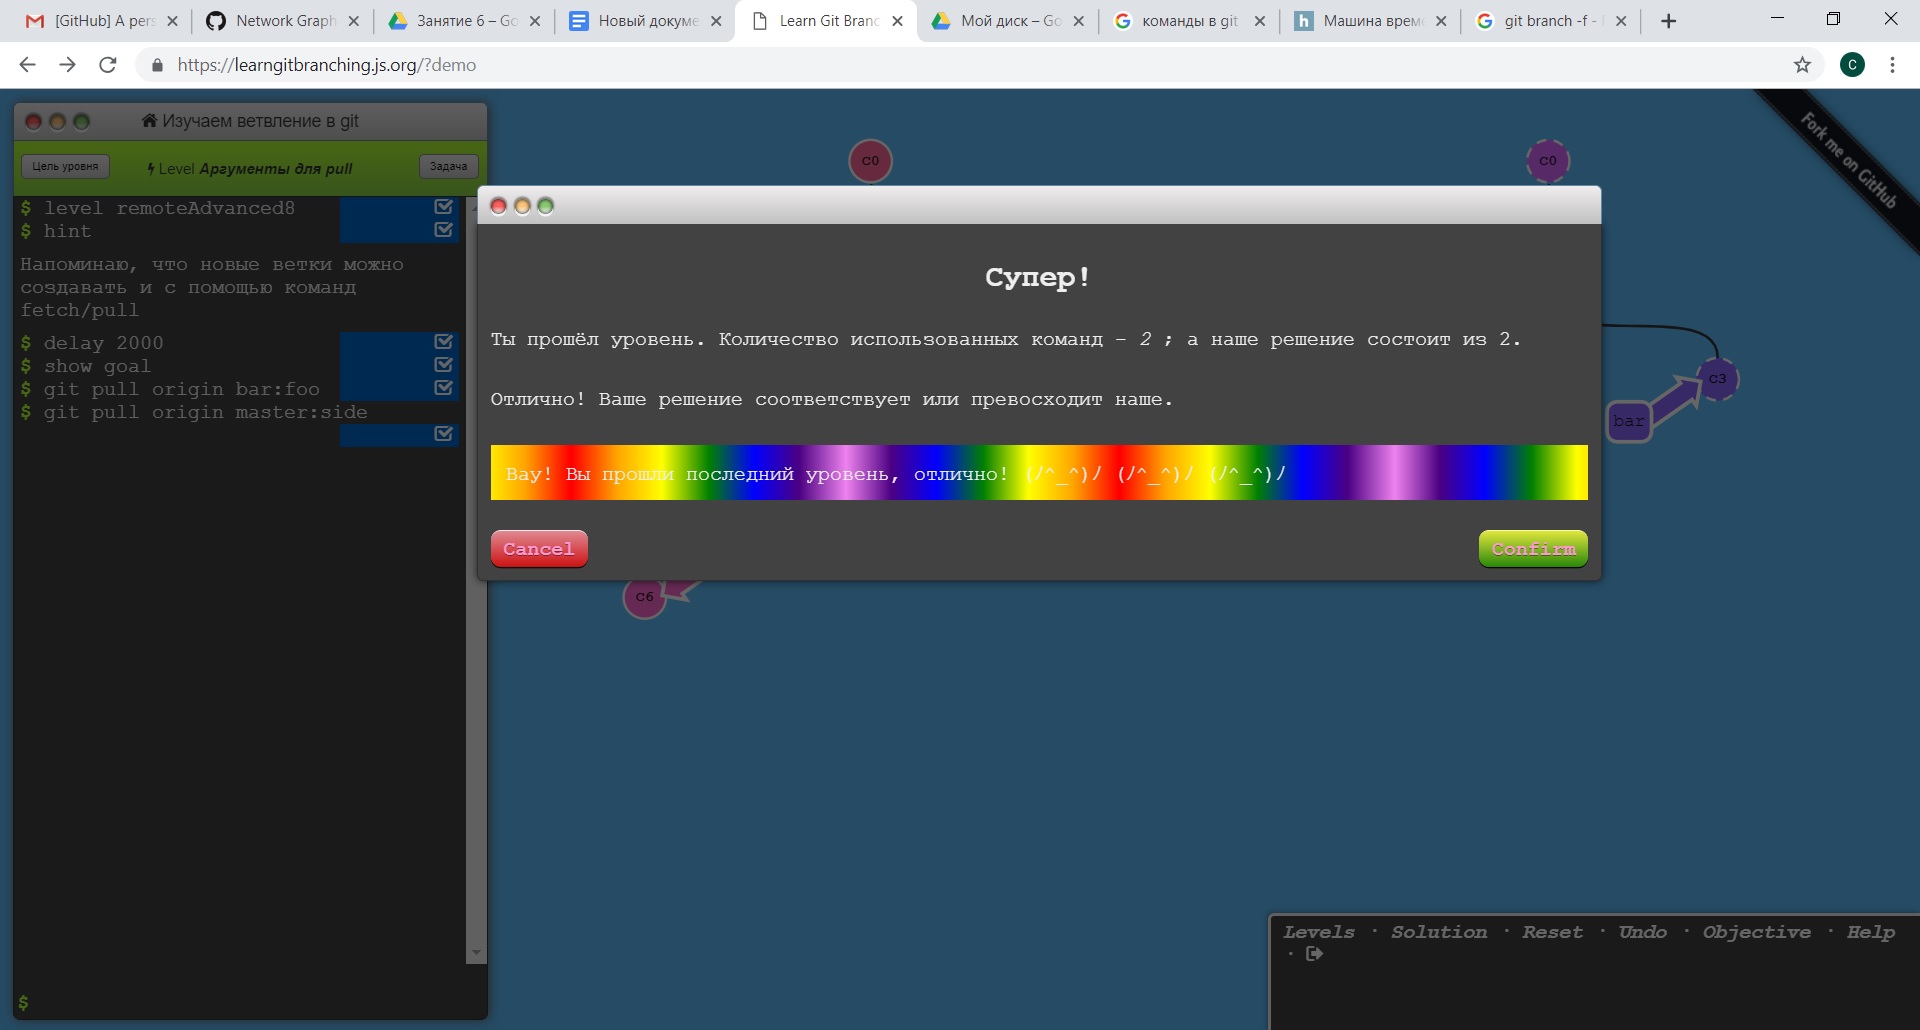 [GitHub] A pers
Network Graph
Занятие 6 – Go
Новый докуме
Learn Git Branc
Мой диск – Go
команды в git
Машина врем
git branch -f -
https://learngitbranching.js.org/?demo
C
Изучаем ветвление в git
Цель уровня
Level Аргументы для pull
Задача
$ level remoteAdvanced8
$ hint
Напоминаю, что новые ветки можно
создавать и с помощью команд
fetch/pull
$ delay 2000
$ show goal
$ git pull origin bar:foo
$ git pull origin master:side
$
C0
C0
Fork me on GitHub
Супер!
Ты прошёл уровень. Количество использованных команд – 2 ; а наше решение состоит из 2.
Отлично! Ваше решение соответствует или превосходит наше.
Вау! Вы прошли последний уровень, отлично! (/^_^)/ (/^_^)/ (/^_^)/
Cancel
Confirm
C3
bar
C6
Levels · Solution · Reset · Undo · Objective · Help
·